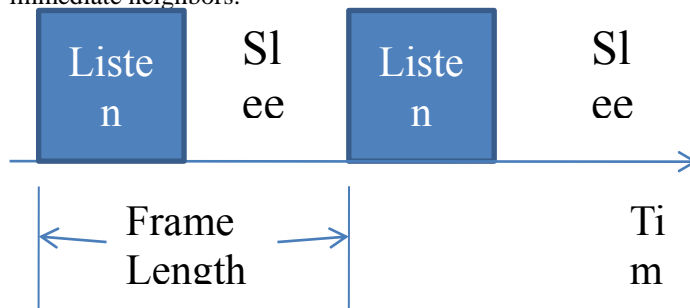 immediate neighbors.
Liste
n
Sl
ee
Liste
n
Sl
ee
Frame
Length
Ti
m